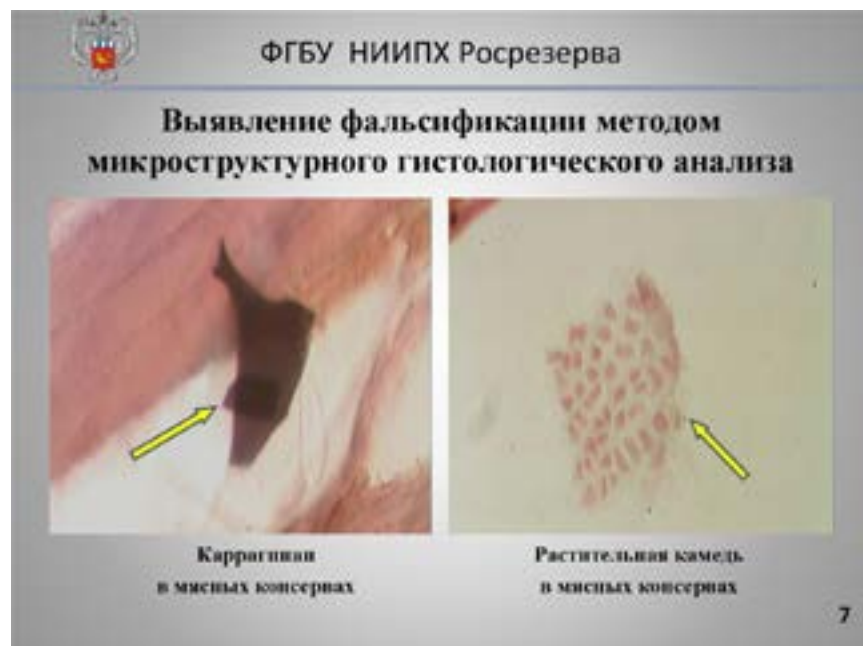 ФГБУ НИИПХ Росрезерва
Выявление фальсификации методом
микроструктурного гистологического анализа
Каррагинан
в мясных консервах
Растительная камедь
в мясных консервах
7